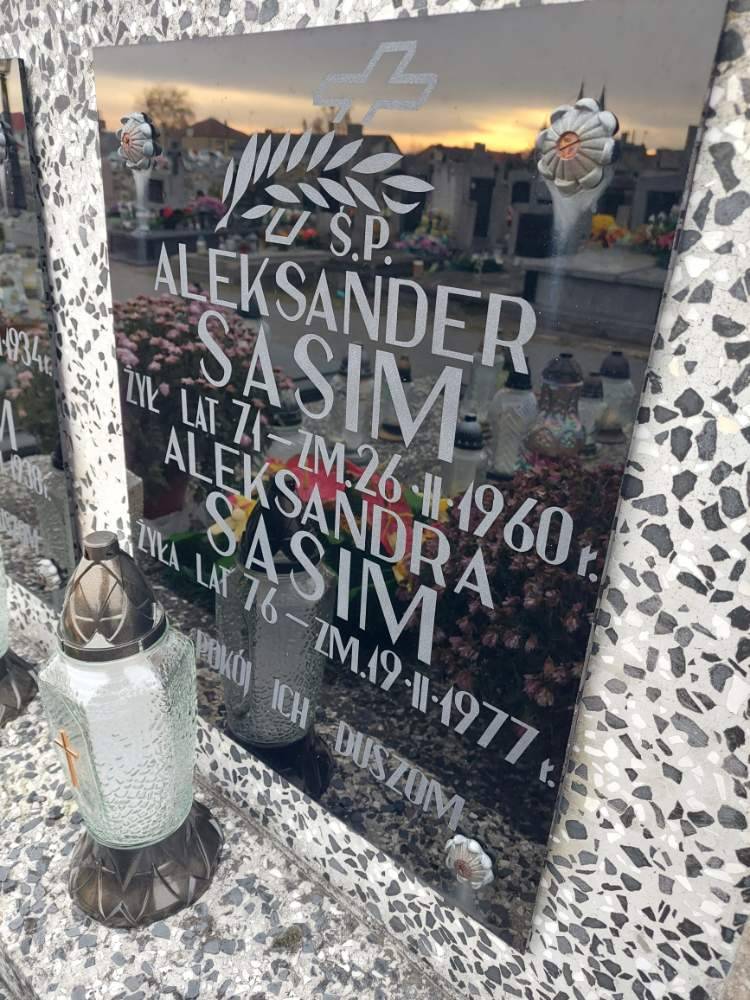 Ś.P.
ALEKSANDER
SASIM
ŻYŁ LAT 71 – ZM. 26·II·1960 r.
ALEKSANDRA
SASIM
ŻYŁA LAT 76 – ZM. 19·II·1977 r.
POKÓJ ICH DUSZOM
1934 r.